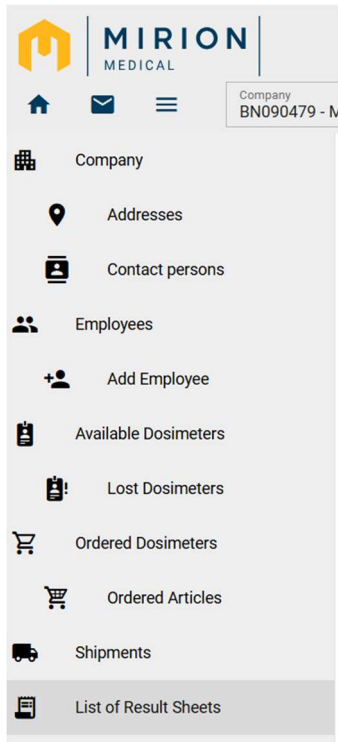 MIRION
MEDICAL
Company
BN090479 - M
Company
Addresses
Contact persons
Employees
Add Employee
Available Dosimeters
Lost Dosimeters
Ordered Dosimeters
Ordered Articles
Shipments
List of Result Sheets